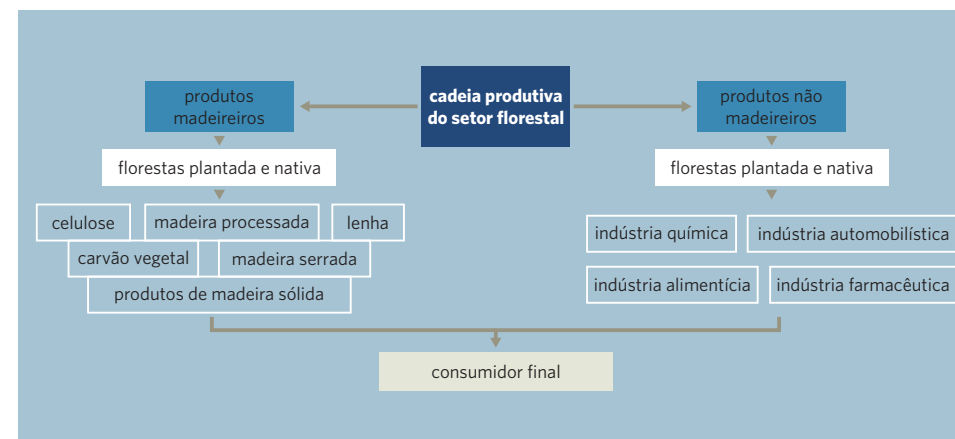 cadeia produtiva
do setor florestal
produtos
madeireiros
florestas plantada e nativa
celulose
madeira processada
lenha
carvão vegetal
madeira serrada
produtos de madeira sólida
produtos não
madeireiros
florestas plantada e nativa
indústria química
indústria automobilística
indústria alimentícia
indústria farmacêutica
consumidor final